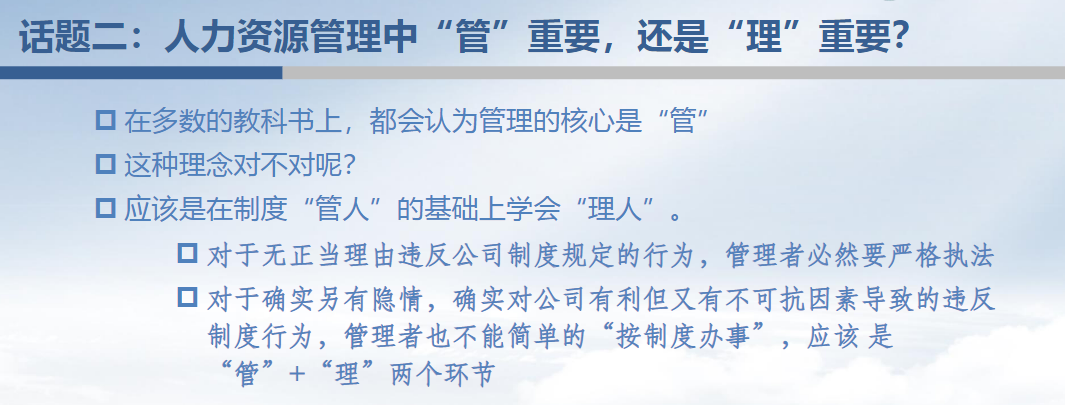 话题二：人力资源管理中“管”重要，还是“理”重要？
在多数的教科书上，都会认为管理的核心是“管”
这种理念对不对呢？
应该是在制度“管人”的基础上学会“理人”。
对于无正当理由违反公司制度规定的行为，管理者必然要严格执法
对于确实另有隐情，确实对公司有利但又有不可抗因素导致的违反
制度行为，管理者也不能简单的“按制度办事”，应该 是
“管”+“理”两个环节